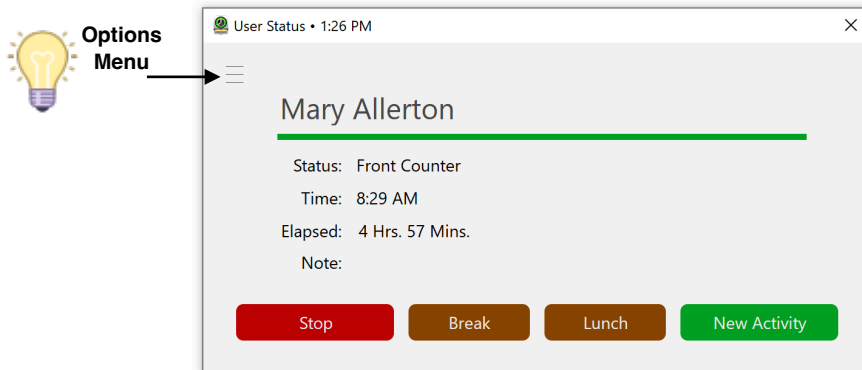 Options
Menu
User Status • 1:26 PM
Mary Allerton
Status: Front Counter
Time: 8:29 AM
Elapsed: 4 Hrs. 57 Mins.
Note:
Stop Break Lunch New Activity